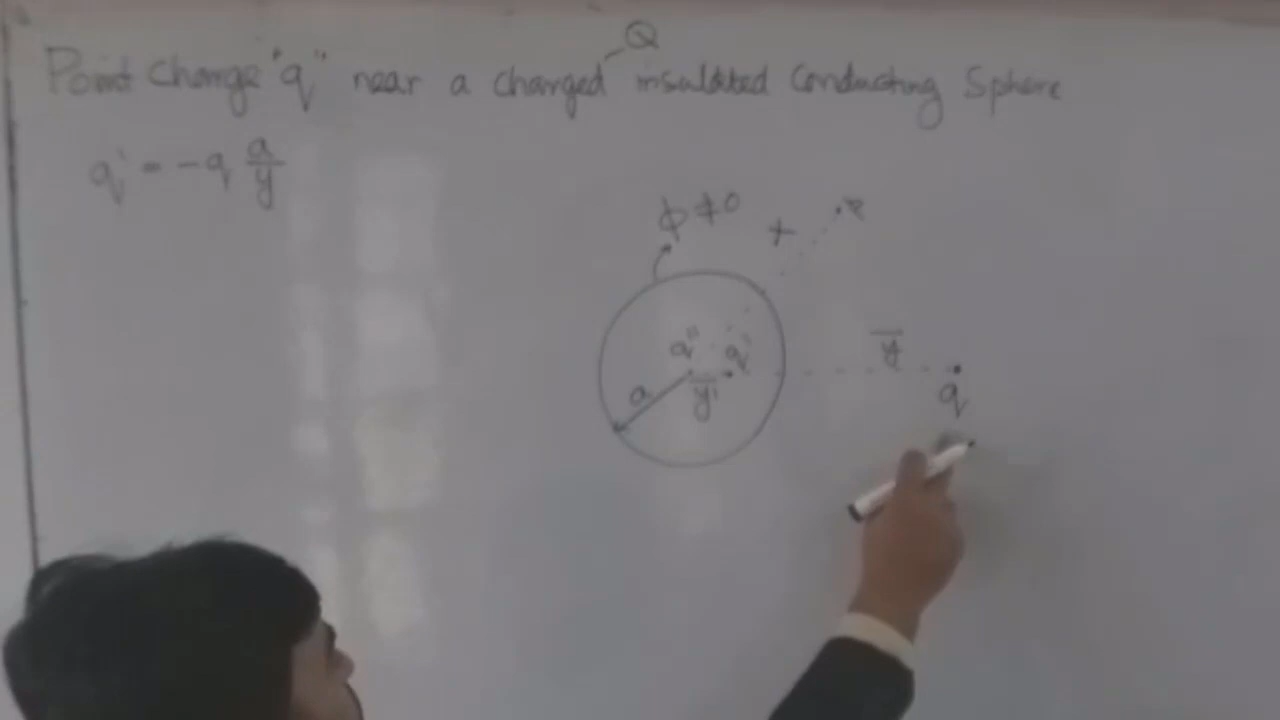 Q
Point Charge "q" near a charged insulated Conducting Sphere
q' = -q a/y
ϕ ≠ 0
+
P
q" q'
y
a
y'
q